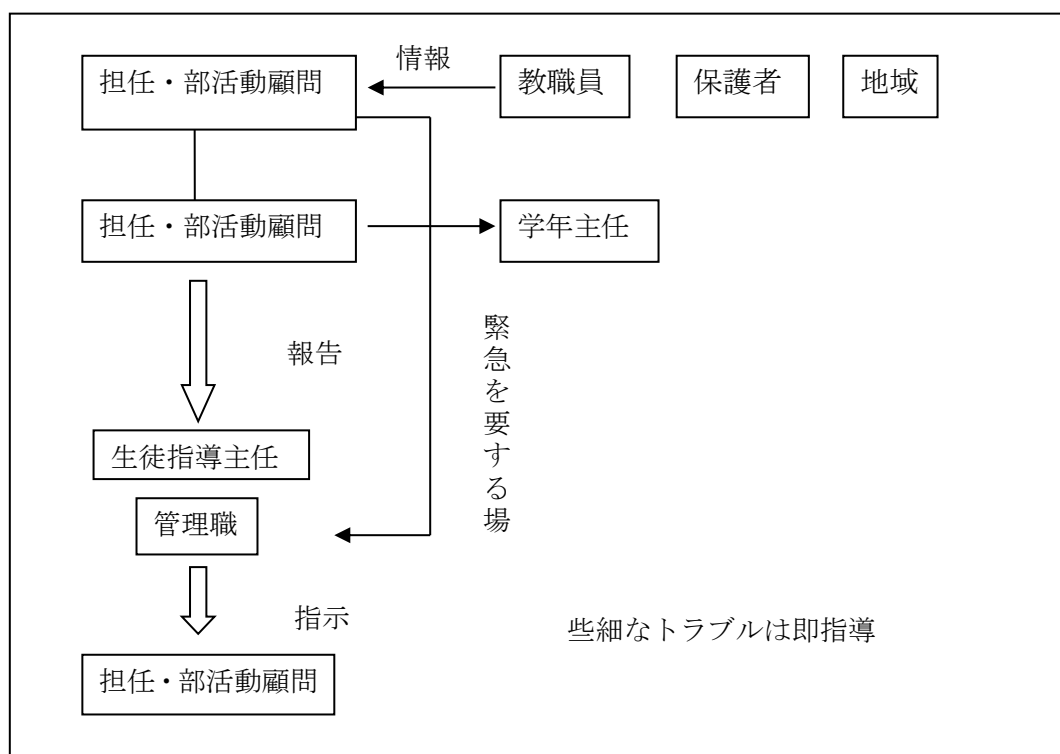 情報
担任・部活動顧問
教職員
保護者
地域
担任・部活動顧問
学年主任
緊急を要する場
報告
生徒指導主任
管理職
指示
些細なトラブルは即指導
担任・部活動顧問